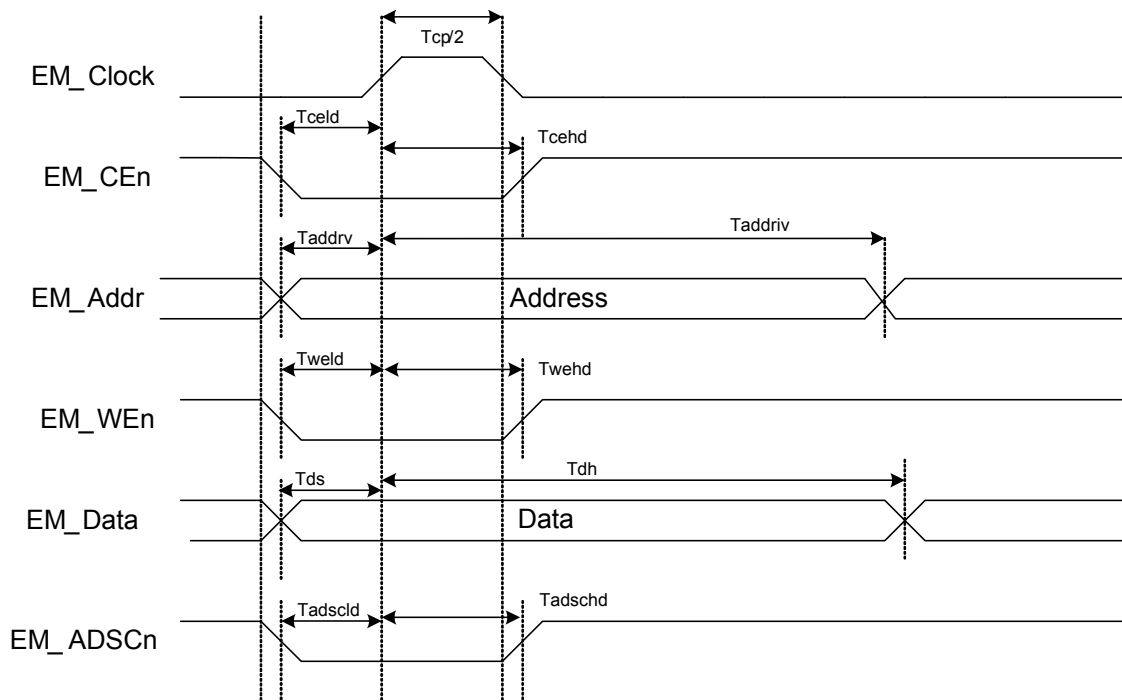 Tcp/2
EM_Clock
Tceld
Tcehd
EM_CEn
Taddrv
Taddriv
EM_Addr
Address
Tweld
Twehd
EM_WEn
Tds
Tdh
EM_Data
Data
Tadscld
Tadschd
EM_ADSCn